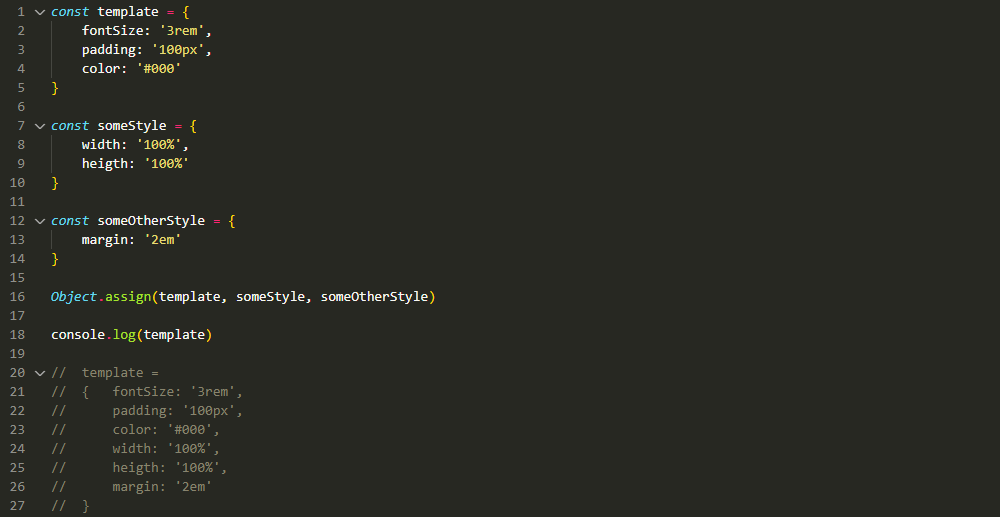 1 const template = {
2     fontSize: '3rem',
3     padding: '100px',
4     color: '#000'
5 }
6
7 const someStyle = {
8     width: '100%',
9     heigth: '100%'
10 }
11
12 const someOtherStyle = {
13     margin: '2em'
14 }
15
16 Object.assign(template, someStyle, someOtherStyle)
17
18 console.log(template)
19
20 //  template =
21 //  {   fontSize: '3rem',
22 //      padding: '100px',
23 //      color: '#000',
24 //      width: '100%',
25 //      heigth: '100%',
26 //      margin: '2em'
27 //  }